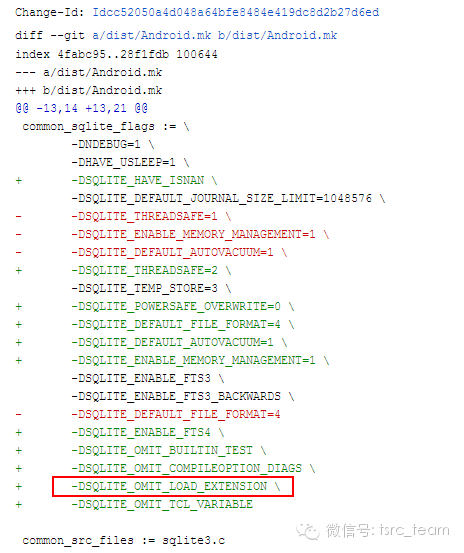 Change-Id: Idcc52050a4d048a64bfe8484e419dc8d2b27d6ed
diff --git a/dist/Android.mk b/dist/Android.mk
index 4fabc95..28f1fdb 100644
--- a/dist/Android.mk
+++ b/dist/Android.mk
@@ -13,14 +13,21 @@
 common_sqlite_flags := \
        -DNDEBUG=1 \
        -DHAVE_USLEEP=1 \
+       -DSQLITE_HAVE_ISNAN \
        -DSQLITE_DEFAULT_JOURNAL_SIZE_LIMIT=1048576 \
-       -DSQLITE_THREADSAFE=1 \
-       -DSQLITE_ENABLE_MEMORY_MANAGEMENT=1 \
-       -DSQLITE_DEFAULT_AUTOVACUUM=1 \
+       -DSQLITE_THREADSAFE=2 \
        -DSQLITE_TEMP_STORE=3 \
+       -DSQLITE_POWERSAFE_OVERWRITE=0 \
+       -DSQLITE_DEFAULT_FILE_FORMAT=4 \
+       -DSQLITE_DEFAULT_AUTOVACUUM=1 \
+       -DSQLITE_ENABLE_MEMORY_MANAGEMENT=1 \
        -DSQLITE_ENABLE_FTS3 \
        -DSQLITE_ENABLE_FTS3_BACKWARDS \
-       -DSQLITE_DEFAULT_FILE_FORMAT=4
+       -DSQLITE_ENABLE_FTS4 \
+       -DSQLITE_OMIT_BUILTIN_TEST \
+       -DSQLITE_OMIT_COMPILEOPTION_DIAGS \
+       -DSQLITE_OMIT_LOAD_EXTENSION \
+       -DSQLITE_OMIT_TCL_VARIABLE
微信号: tsrc_team
 common_src_files := sqlite3.c